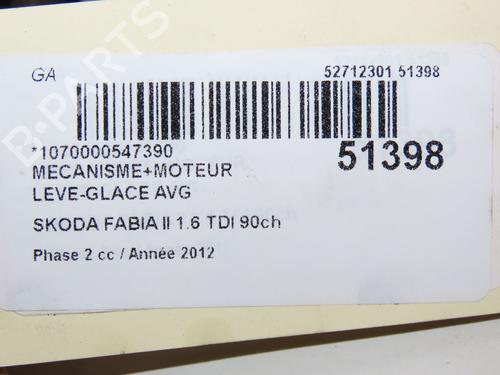 GA
52712301 51398
*1070000547390
51398
MECANISME+MOTEUR
LEVE-GLACE AVG
SKODA FABIA II 1.6 TDI 90ch
Phase 2 cc / Année 2012
B-PARTS